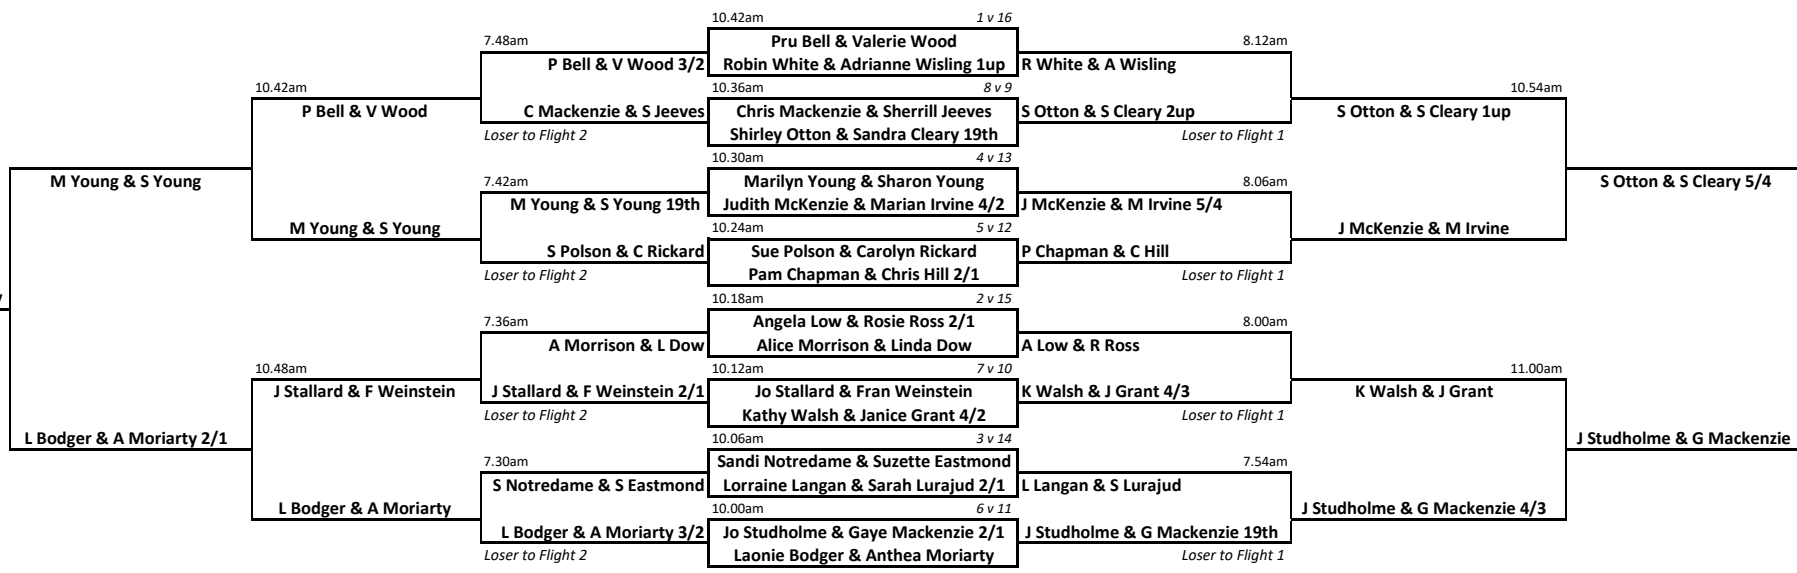 10.42am 1 v 16
7.48am Pru Bell & Valerie Wood 8.12am
P Bell & V Wood 3/2 Robin White & Adrianne Wisling 1up R White & A Wisling
10.42am 10.36am 8 v 9 10.54am
P Bell & V Wood C Mackenzie & S Jeeves Chris Mackenzie & Sherrill Jeeves S Otton & S Cleary 2up S Otton & S Cleary 1up
Loser to Flight 2 Shirley Otton & Sandra Cleary 19th Loser to Flight 1
10.30am 4 v 13
M Young & S Young 7.42am Marilyn Young & Sharon Young 8.06am S Otton & S Cleary 5/4
M Young & S Young 19th Judith McKenzie & Marian Irvine 4/2 J McKenzie & M Irvine 5/4
M Young & S Young 10.24am 5 v 12 J McKenzie & M Irvine
S Polson & C Rickard Sue Polson & Carolyn Rickard P Chapman & C Hill
Loser to Flight 2 Pam Chapman & Chris Hill 2/1 Loser to Flight 1
10.18am 2 v 15
7.36am Angela Low & Rosie Ross 2/1 8.00am
A Morrison & L Dow Alice Morrison & Linda Dow A Low & R Ross
10.48am 10.12am 7 v 10 11.00am
J Stallard & F Weinstein J Stallard & F Weinstein 2/1 Jo Stallard & Fran Weinstein K Walsh & J Grant 4/3 K Walsh & J Grant
Loser to Flight 2 Kathy Walsh & Janice Grant 4/2 Loser to Flight 1
L Bodger & A Moriarty 2/1 10.06am 3 v 14 J Studholme & G Mackenzie
7.30am Sandi Notredame & Suzette Eastmond 7.54am
S Notredame & S Eastmond Lorraine Langan & Sarah Lurajud 2/1 L Langan & S Lurajud
L Bodger & A Moriarty 10.00am 6 v 11 J Studholme & G Mackenzie 4/3
L Bodger & A Moriarty 3/2 Jo Studholme & Gaye Mackenzie 2/1 J Studholme & G Mackenzie 19th
Loser to Flight 2 Laonie Bodger & Anthea Moriarty Loser to Flight 1